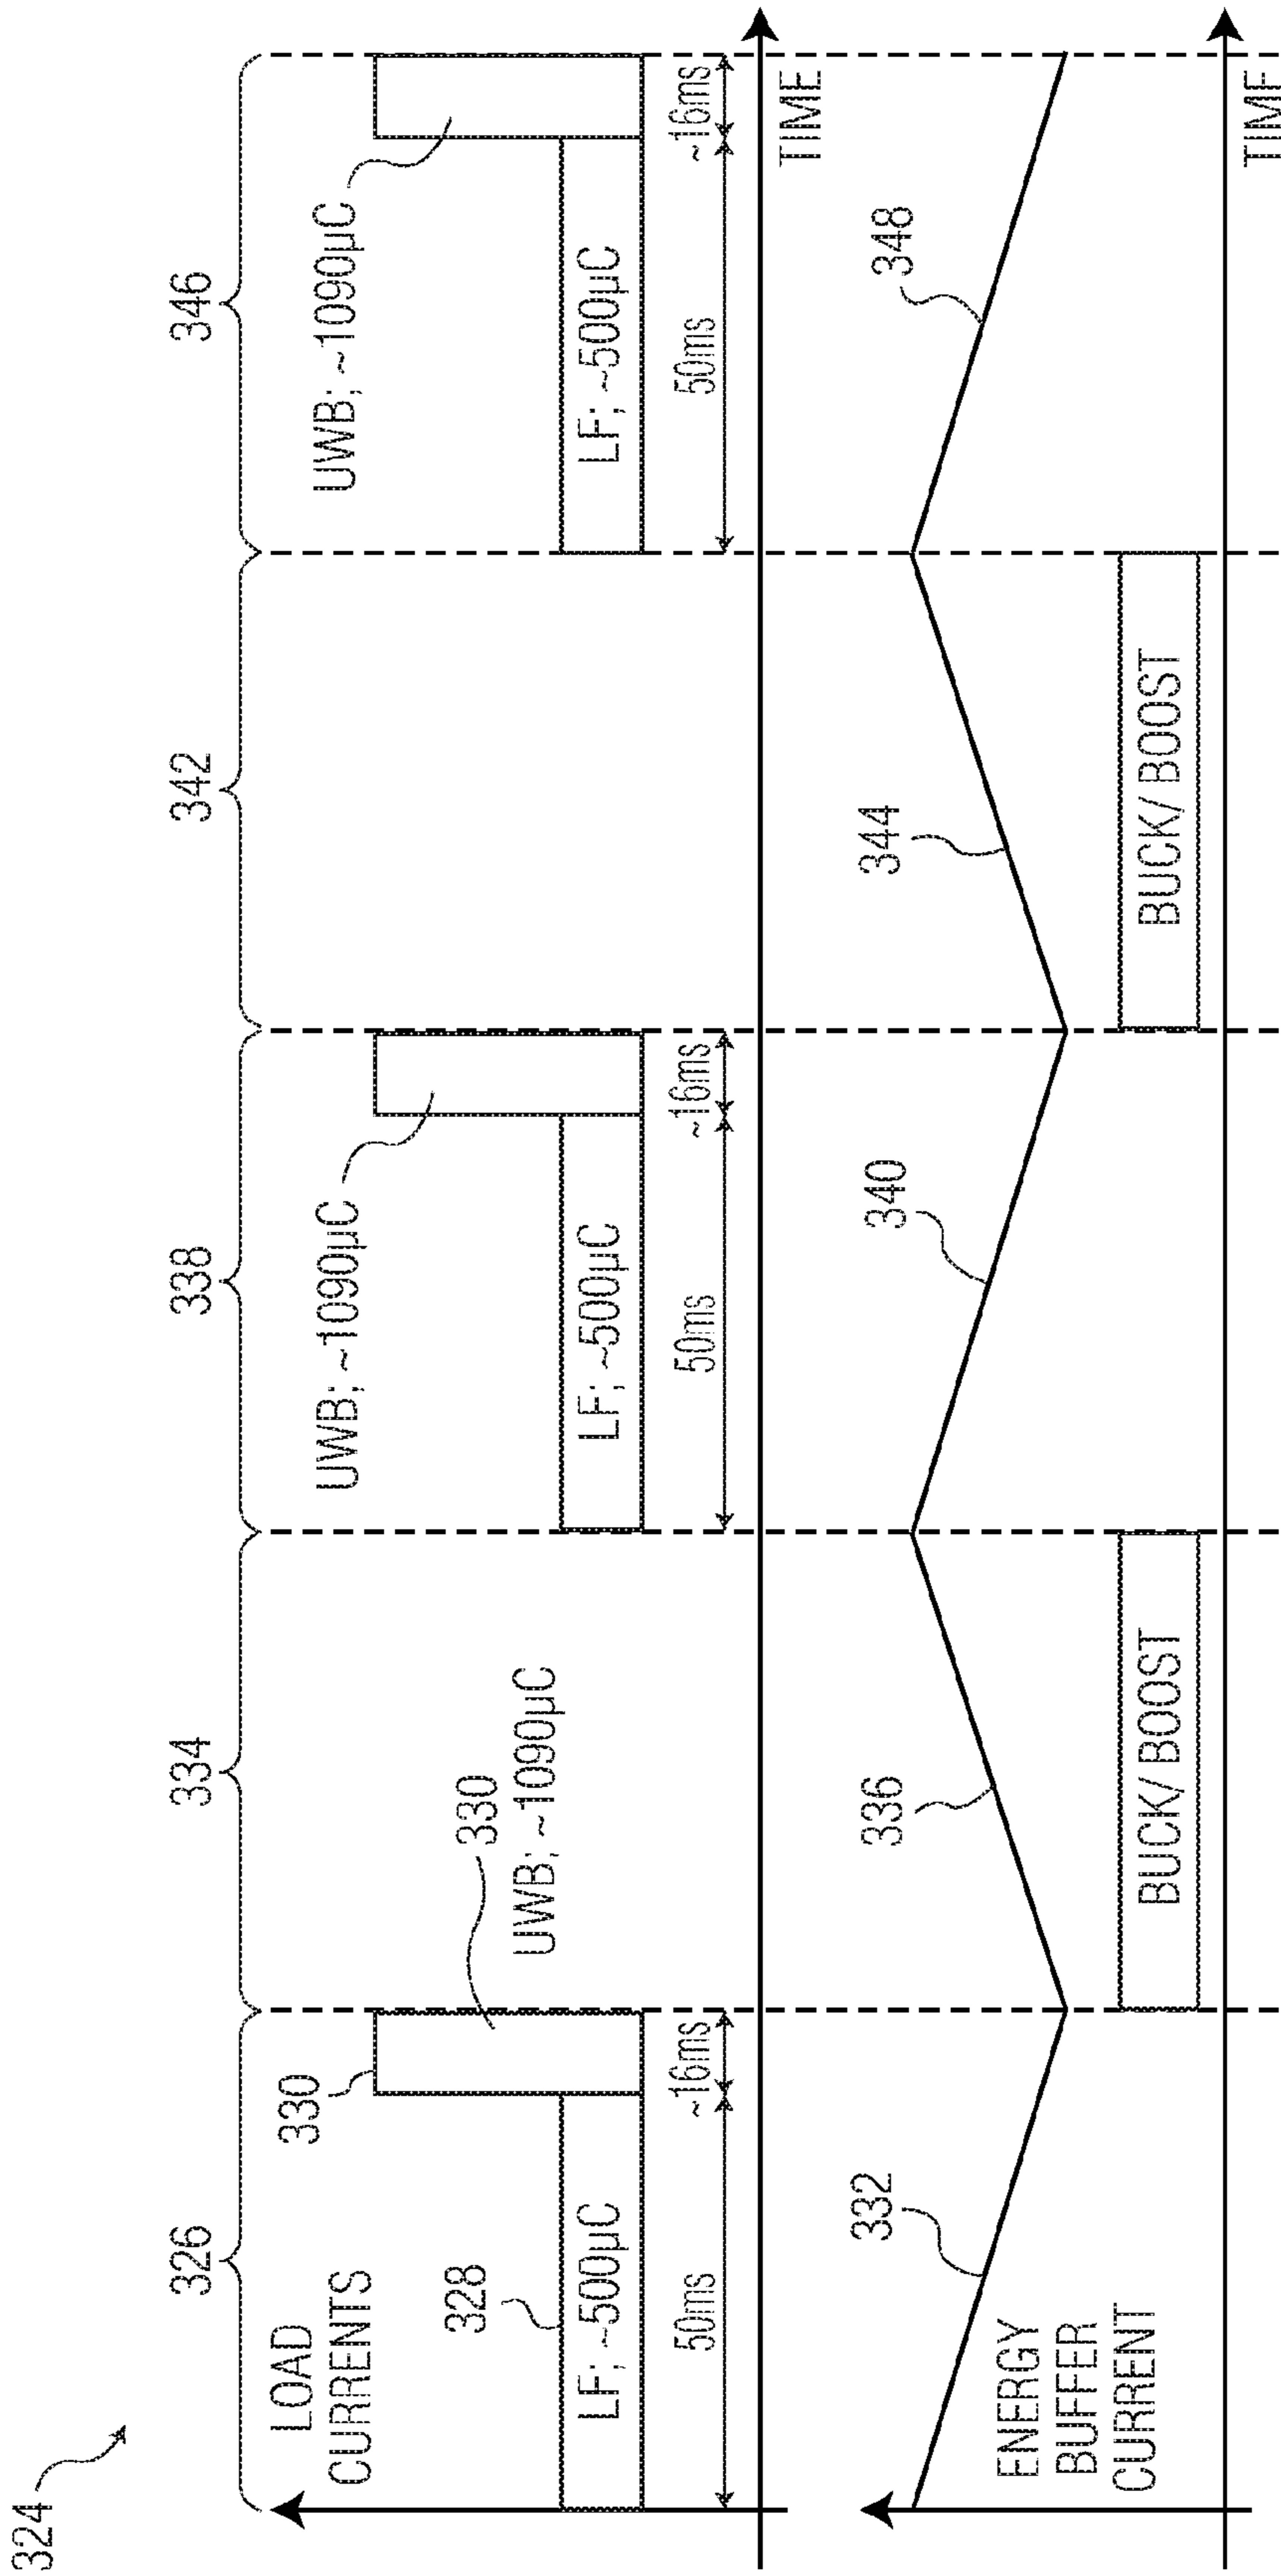 324
326
334
338
342
346
LOAD
CURRENTS
330
328
LF; ~500µC
330
UWB; ~1090µC
UWB; ~1090µC
LF; ~500µC
UWB; ~1090µC
LF; ~500µC
50ms
~16ms
50ms
~16ms
50ms
~16ms
TIME
332
336
340
344
348
ENERGY
BUFFER
CURRENT
BUCK/ BOOST
BUCK/ BOOST
TIME